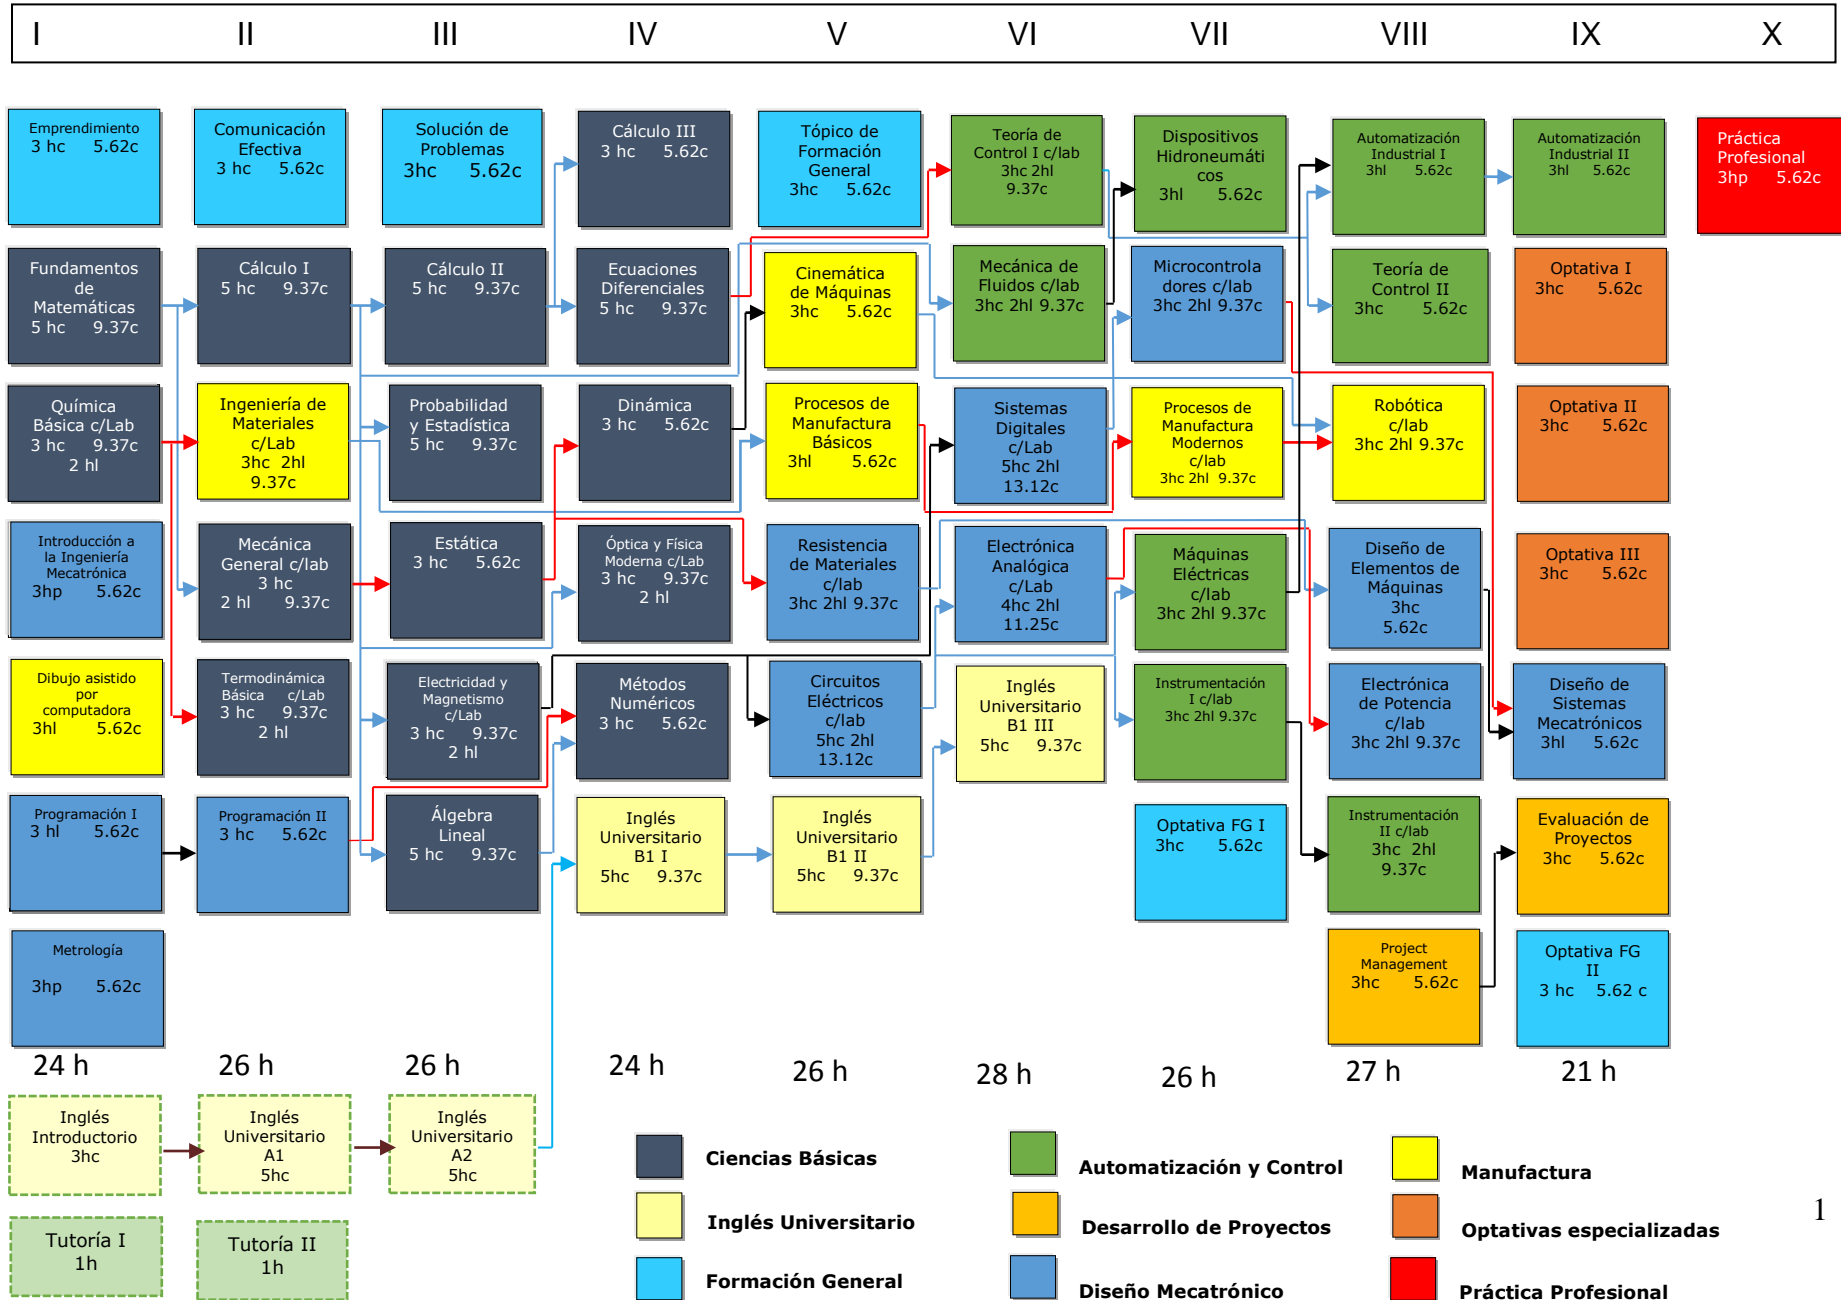 I II III IV V VI VII VIII IX X
Emprendimiento
3 hc 5.62c
Fundamentos
de
Matemáticas
5 hc 9.37c
Química
Básica c/Lab
3 hc 9.37c
2 hl
Introducción a
la Ingeniería
Mecatrónica
3hp 5.62c
Dibujo asistido
por
computadora
3hl 5.62c
Programación I
3 hl 5.62c
Metrología
3hp 5.62c
24 h
Inglés
Introductorio
3hc
Tutoría I
1h
Comunicación
Efectiva
3 hc 5.62c
Cálculo I
5 hc 9.37c
Ingeniería de
Materiales
c/Lab
3hc 2hl
9.37c
Mecánica
General c/lab
3 hc
2 hl 9.37c
Termodinámica
Básica c/Lab
3 hc 9.37c
2 hl
Programación II
3 hc 5.62c
26 h
Inglés
Universitario
A1
5hc
Tutoría II
1h
Solución de
Problemas
3hc 5.62c
Cálculo II
5 hc 9.37c
Probabilidad
y Estadística
5 hc 9.37c
Estática
3 hc 5.62c
Electricidad y
Magnetismo
c/Lab
3 hc 9.37c
2 hl
Álgebra
Lineal
5 hc 9.37c
26 h
Inglés
Universitario
A2
5hc
Cálculo III
3 hc 5.62c
Ecuaciones
Diferenciales
5 hc 9.37c
Dinámica
3 hc 5.62c
Óptica y Física
Moderna c/Lab
3 hc 9.37c
2 hl
Métodos
Numéricos
3 hc 5.62c
Inglés
Universitario
B1 I
5hc 9.37c
24 h
Tópico de
Formación
General
3hc 5.62c
Cinemática
de Máquinas
3hc 5.62c
Procesos de
Manufactura
Básicos
3hl 5.62c
Resistencia
de Materiales
c/lab
3hc 2hl 9.37c
Circuitos
Eléctricos
c/lab
5hc 2hl
13.12c
Inglés
Universitario
B1 II
5hc 9.37c
26 h
Teoría de
Control I c/lab
3hc 2hl
9.37c
Mecánica de
Fluidos c/lab
3hc 2hl 9.37c
Sistemas
Digitales
c/Lab
5hc 2hl
13.12c
Electrónica
Analógica
c/Lab
4hc 2hl
11.25c
Inglés
Universitario
B1 III
5hc 9.37c
28 h
Dispositivos
Hidroneumáti
cos
3hl 5.62c
Microcontrola
dores c/lab
3hc 2hl 9.37c
Procesos de
Manufactura
Modernos
c/lab
3hc 2hl 9.37c
Máquinas
Eléctricas
c/lab
3hc 2hl 9.37c
Instrumentación
I c/lab
3hc 2hl 9.37c
Optativa FG I
3hc 5.62c
26 h
Automatización
Industrial I
3hl 5.62c
Teoría de
Control II
3hc 5.62c
Robótica
c/lab
3hc 2hl 9.37c
Diseño de
Elementos de
Máquinas
3hc
5.62c
Electrónica
de Potencia
c/lab
3hc 2hl 9.37c
Instrumentación
II c/lab
3hc 2hl
9.37c
Project
Management
3hc 5.62c
27 h
Automatización
Industrial II
3hl 5.62c
Optativa I
3hc 5.62c
Optativa II
3hc 5.62c
Optativa III
3hc 5.62c
Diseño de
Sistemas
Mecatrónicos
3hl 5.62c
Evaluación de
Proyectos
3hc 5.62c
Optativa FG
II
3 hc 5.62 c
21 h
Práctica
Profesional
3hp 5.62c
Ciencias Básicas
Inglés Universitario
Formación General
Automatización y Control
Desarrollo de Proyectos
Diseño Mecatrónico
Manufactura
Optativas especializadas
Práctica Profesional
1